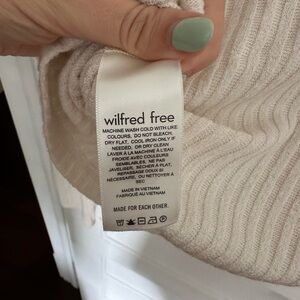 wilfred free
MACHINE WASH COLD WITH LIKE
COLOURS, DO NOT BLEACH,
DRY FLAT, COOL IRON ONLY IF
NEEDED, OR DRY CLEAN
LAVER À LA MACHINE À L'EAU
FROIDE AVEC COULEURS
SEMBLABLES, NE PAS
JAVELISER, SÉCHER À PLAT,
REPASSAGE DOUX SI
NÉCESSAIRE, OU NETTOYER À
SEC
MADE IN VIETNAM
FABRIQUÉ AU VIETNAM
MADE FOR EACH OTHER.